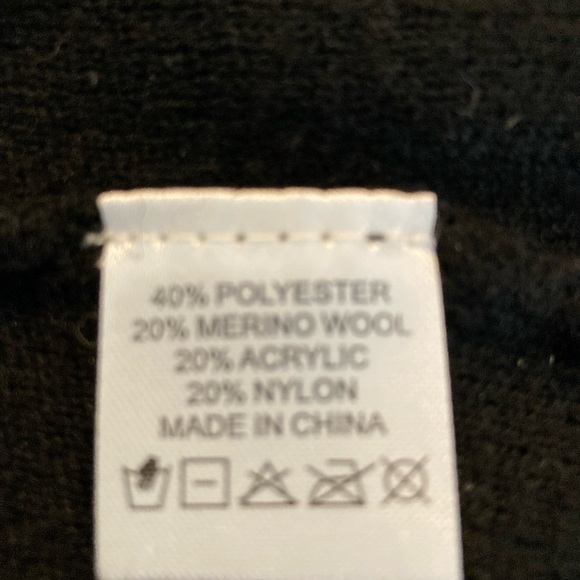 40% POLYESTER
20% MERINO WOOL
20% ACRYLIC
20% NYLON
MADE IN CHINA